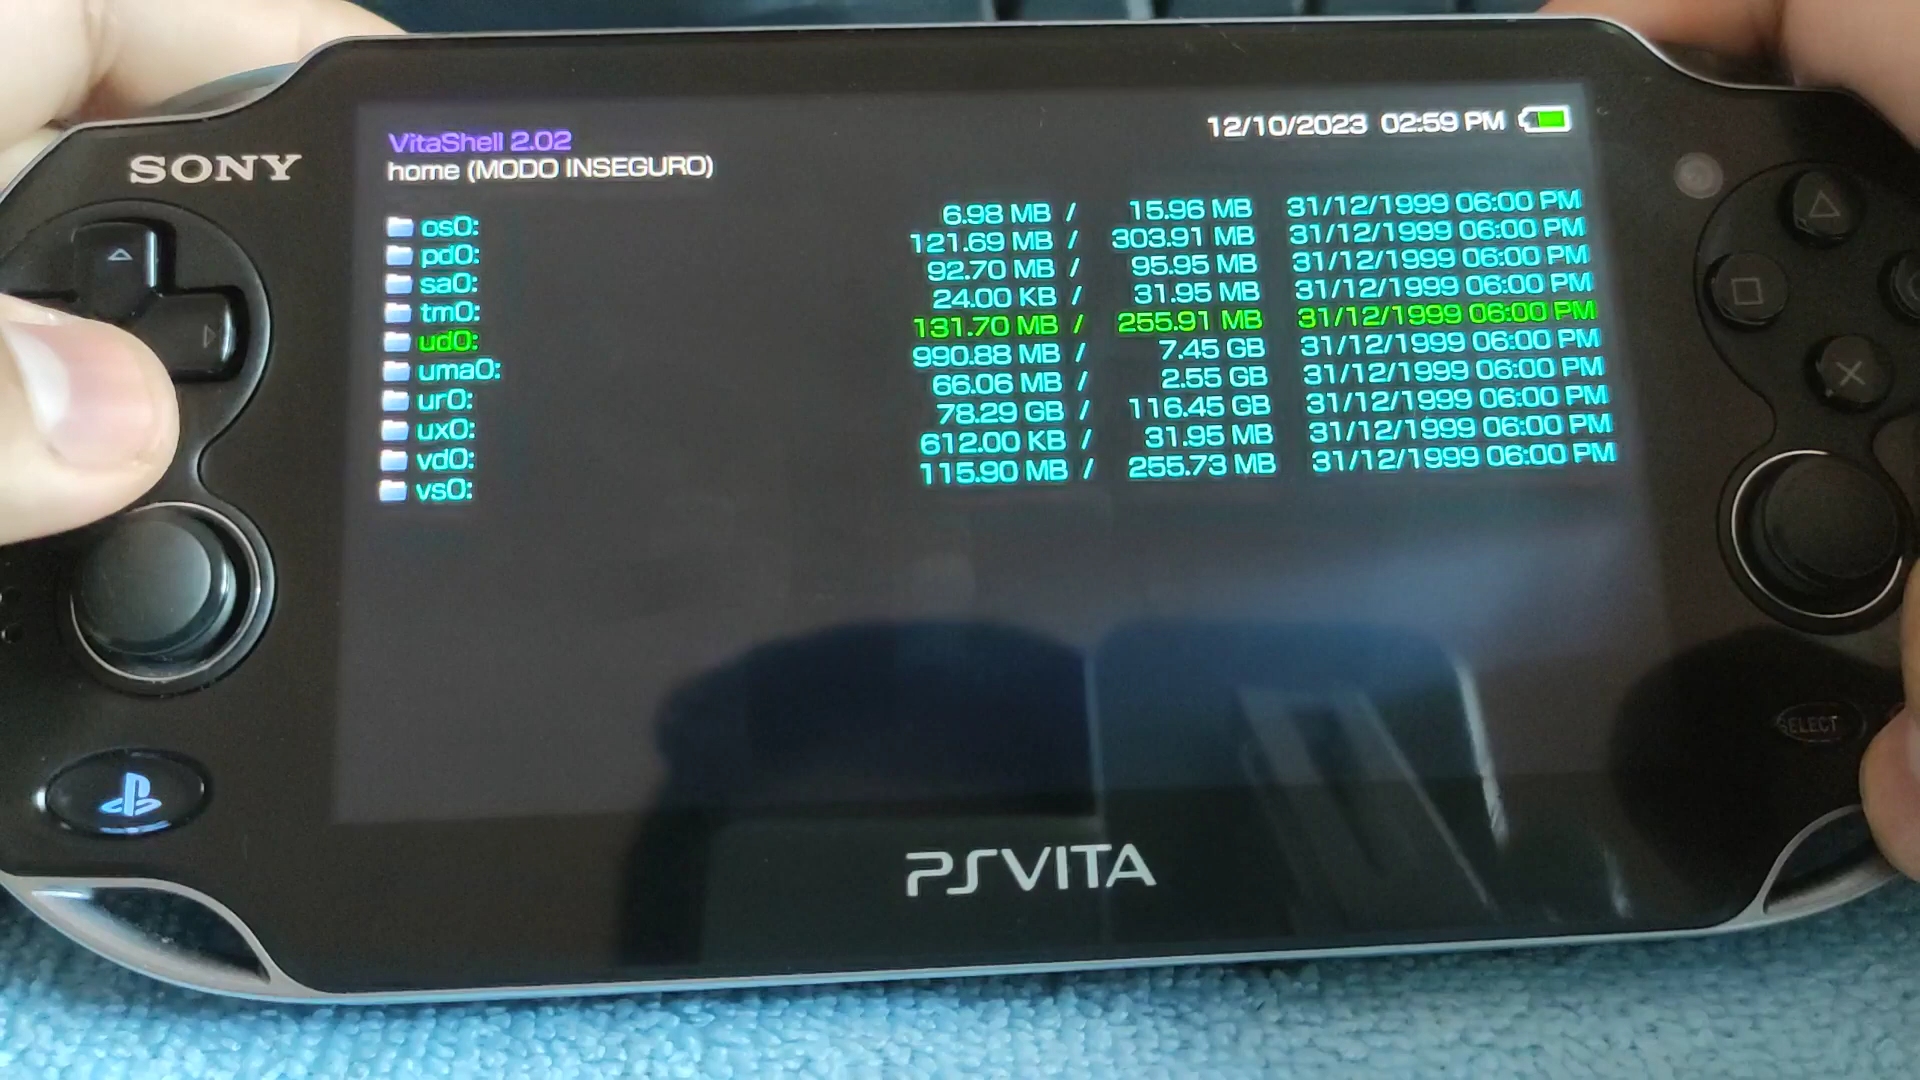 SONY
VitaShell 2.02
12/10/2023 02:59 PM
home (MODO INSEGURO)
os0: 6.98 MB / 15.96 MB 31/12/1999 06:00 PM
pd0: 121.69 MB / 303.91 MB 31/12/1999 06:00 PM
sa0: 92.70 MB / 95.95 MB 31/12/1999 06:00 PM
tm0: 24.00 KB / 31.95 MB 31/12/1999 06:00 PM
ud0: 131.70 MB / 255.91 MB 31/12/1999 06:00 PM
uma0: 990.88 MB / 7.45 GB 31/12/1999 06:00 PM
ur0: 66.06 MB / 2.55 GB 31/12/1999 06:00 PM
ux0: 78.29 GB / 116.45 GB 31/12/1999 06:00 PM
vd0: 612.00 KB / 31.95 MB 31/12/1999 06:00 PM
vs0: 115.90 MB / 255.73 MB 31/12/1999 06:00 PM
SELECT
PSVITA